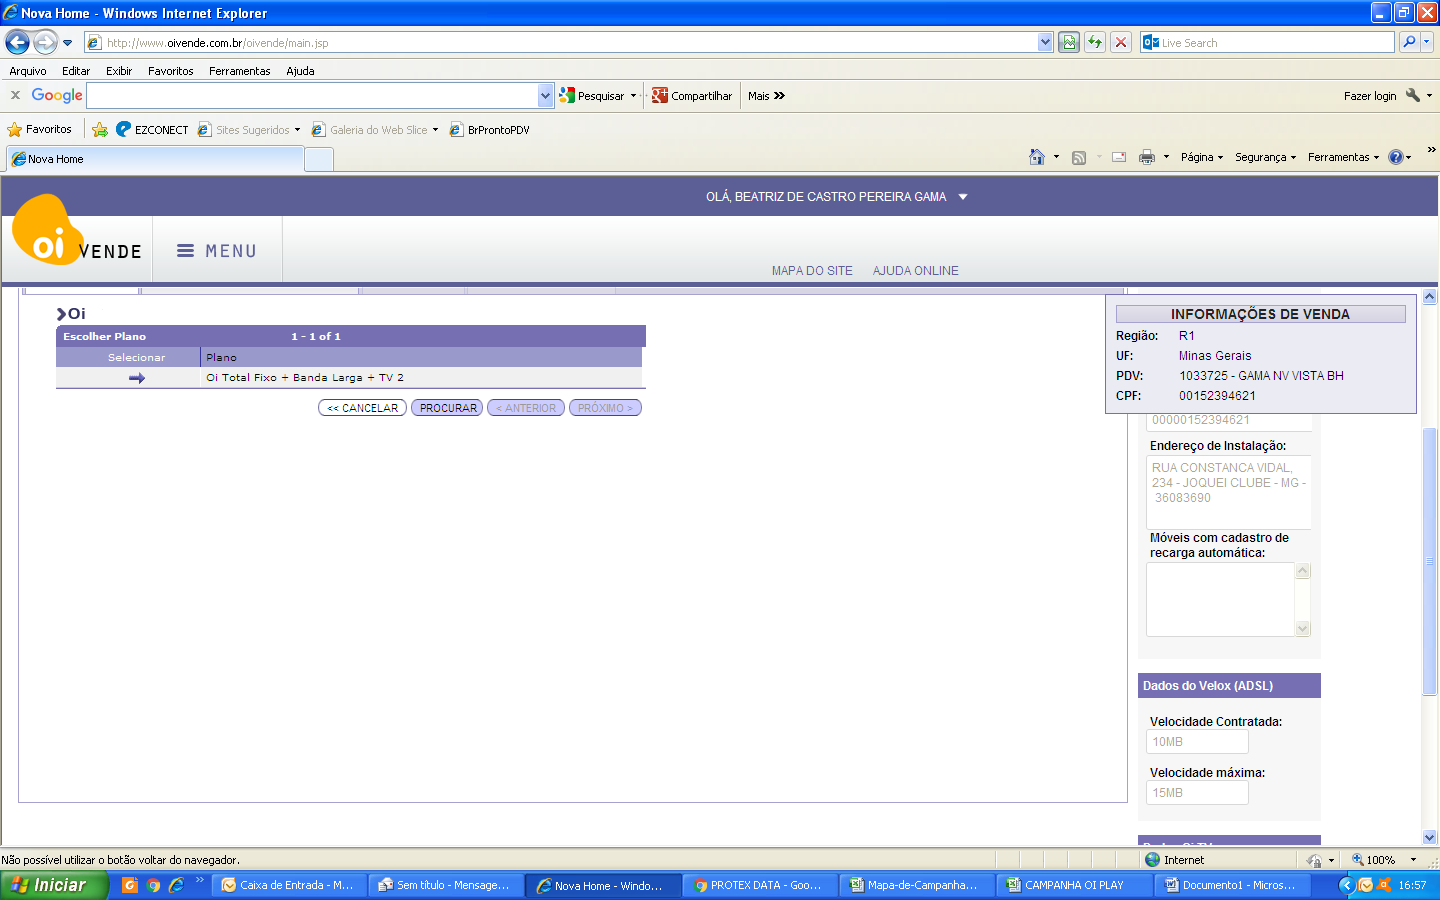 Nova Home - Windows Internet Explorer
http://www.oivende.com.br/oivende/main.jsp
Live Search
Arquivo Editar Exibir Favoritos Ferramentas Ajuda
x Google Pesquisar Compartilhar Mais »
Fazer login
Favoritos EZCONECT Sites Sugeridos Galeria do Web Slice BrProntoPDV
Nova Home
Página Segurança Ferramentas »
OLÁ, BEATRIZ DE CASTRO PEREIRA GAMA
oi VENDE
MENU
MAPA DO SITE AJUDA ONLINE
Oi
Escolher Plano 1 - 1 of 1
Selecionar Plano
Oi Total Fixo + Banda Larga + TV 2
<< CANCELAR PROCURAR < ANTERIOR PRÓXIMO >
INFORMAÇÕES DE VENDA
Região: R1
UF: Minas Gerais
PDV: 1033725 - GAMA NV VISTA BH
CPF: 00152394621
00000152394621
Endereço de Instalação:
RUA CONSTANCA VIDAL,
234 - JOQUEI CLUBE - MG -
36083690
Móveis com cadastro de
recarga automática:
Dados do Velox (ADSL)
Velocidade Contratada:
10MB
Velocidade máxima:
15MB
Não possível utilizar o botão voltar do navegador.
Internet
100%
Iniciar
»
Caixa de Entrada - M...
Sem título - Mensage...
Nova Home - Windo...
PROTEX DATA - Goo...
Mapa-de-Campanha...
CAMPANHA OI PLAY
Documento1 - Micros...
16:57